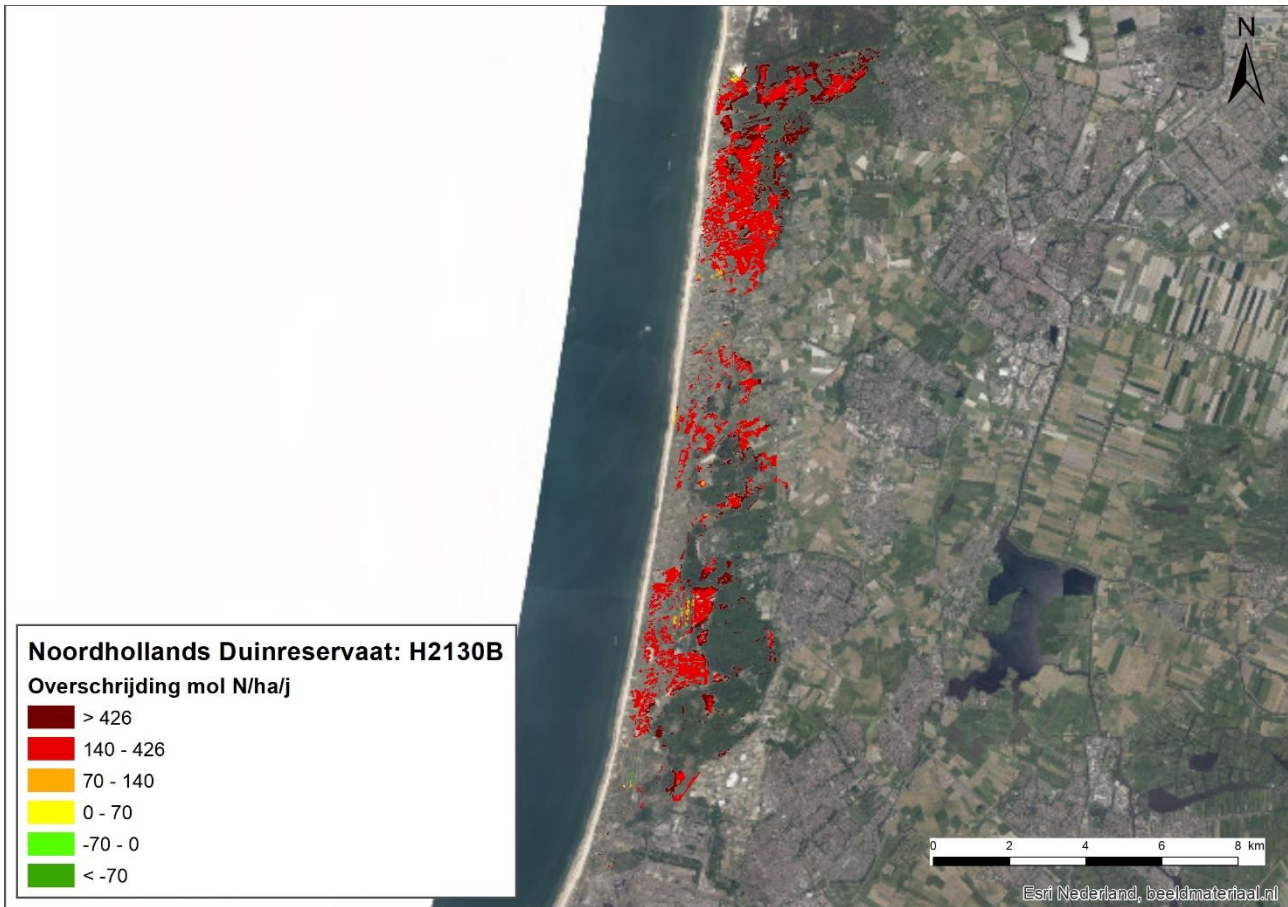 N
Noordhollands Duinreservaat: H2130B
Overschrijding mol N/ha/j
> 426
140 - 426
70 - 140
0 - 70
-70 - 0
< -70
0 2 4 6 8 km
Esri Nederland, beeldmateriaal.nl